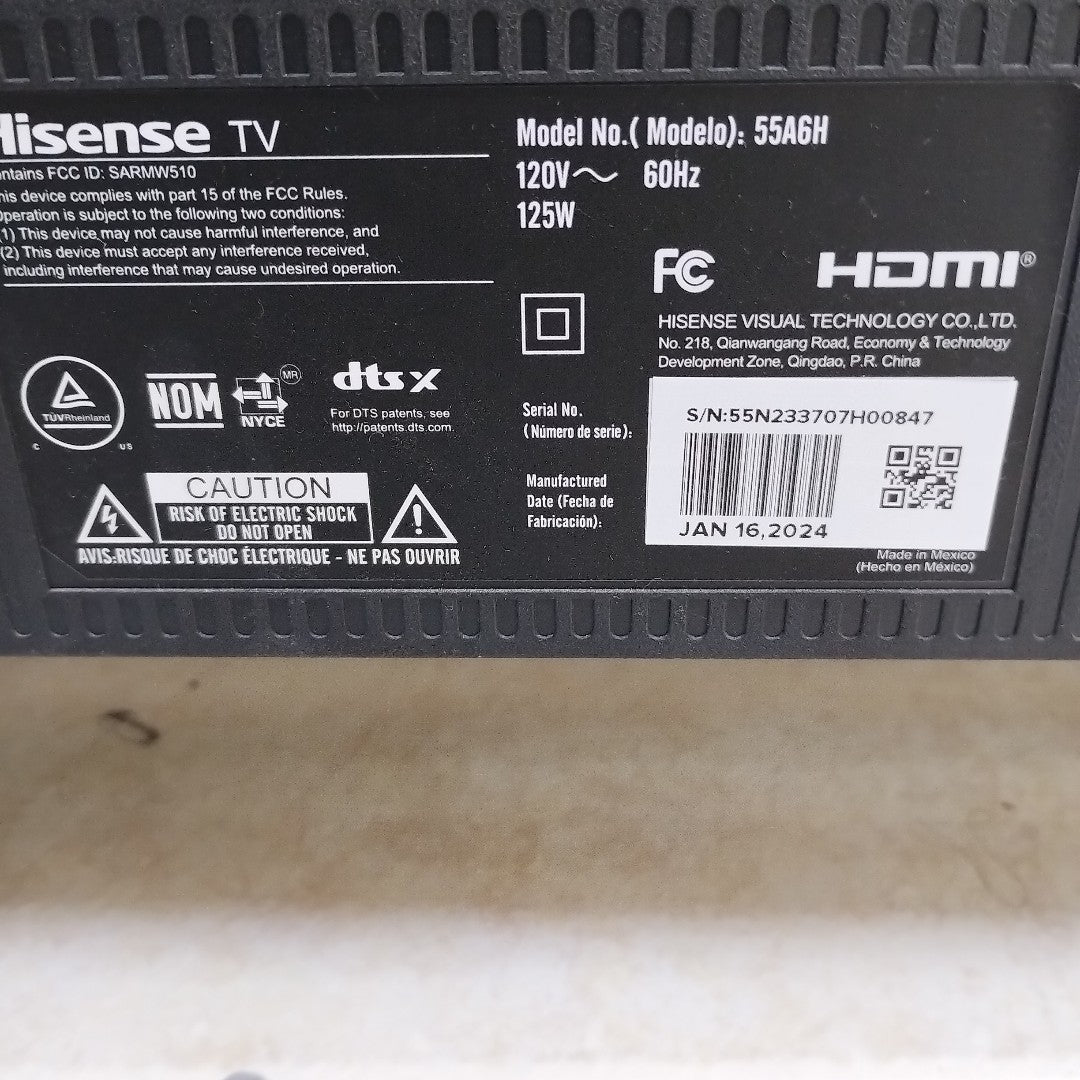 Hisense TV
ontains FCC ID: SARMW510
his device complies with part 15 of the FCC Rules.
Operation is subject to the following two conditions:
(1) This device may not cause harmful interference, and
(2) This device must accept any interference received,
including interference that may cause undesired operation.
Model No.( Modelo): 55A6H
120V~ 60Hz
125W
FC HDMI®
HISENSE VISUAL TECHNOLOGY CO.,LTD.
No. 218, Qianwangang Road, Economy & Technology
Development Zone, Qingdao, P.R. China
TÜVRheinland
C US
NOM
MR
NYCE
dts X
For DTS patents, see
http://patents.dts.com.
Serial No.
(Número de serie):
S/N:55N233707H00847
Manufactured
Date (Fecha de
Fabricación):
JAN 16,2024
CAUTION
RISK OF ELECTRIC SHOCK
DO NOT OPEN
AVIS:RISQUE DE CHOC ÉLECTRIQUE - NE PAS OUVRIR
Made in Mexico
(Hecho en México)